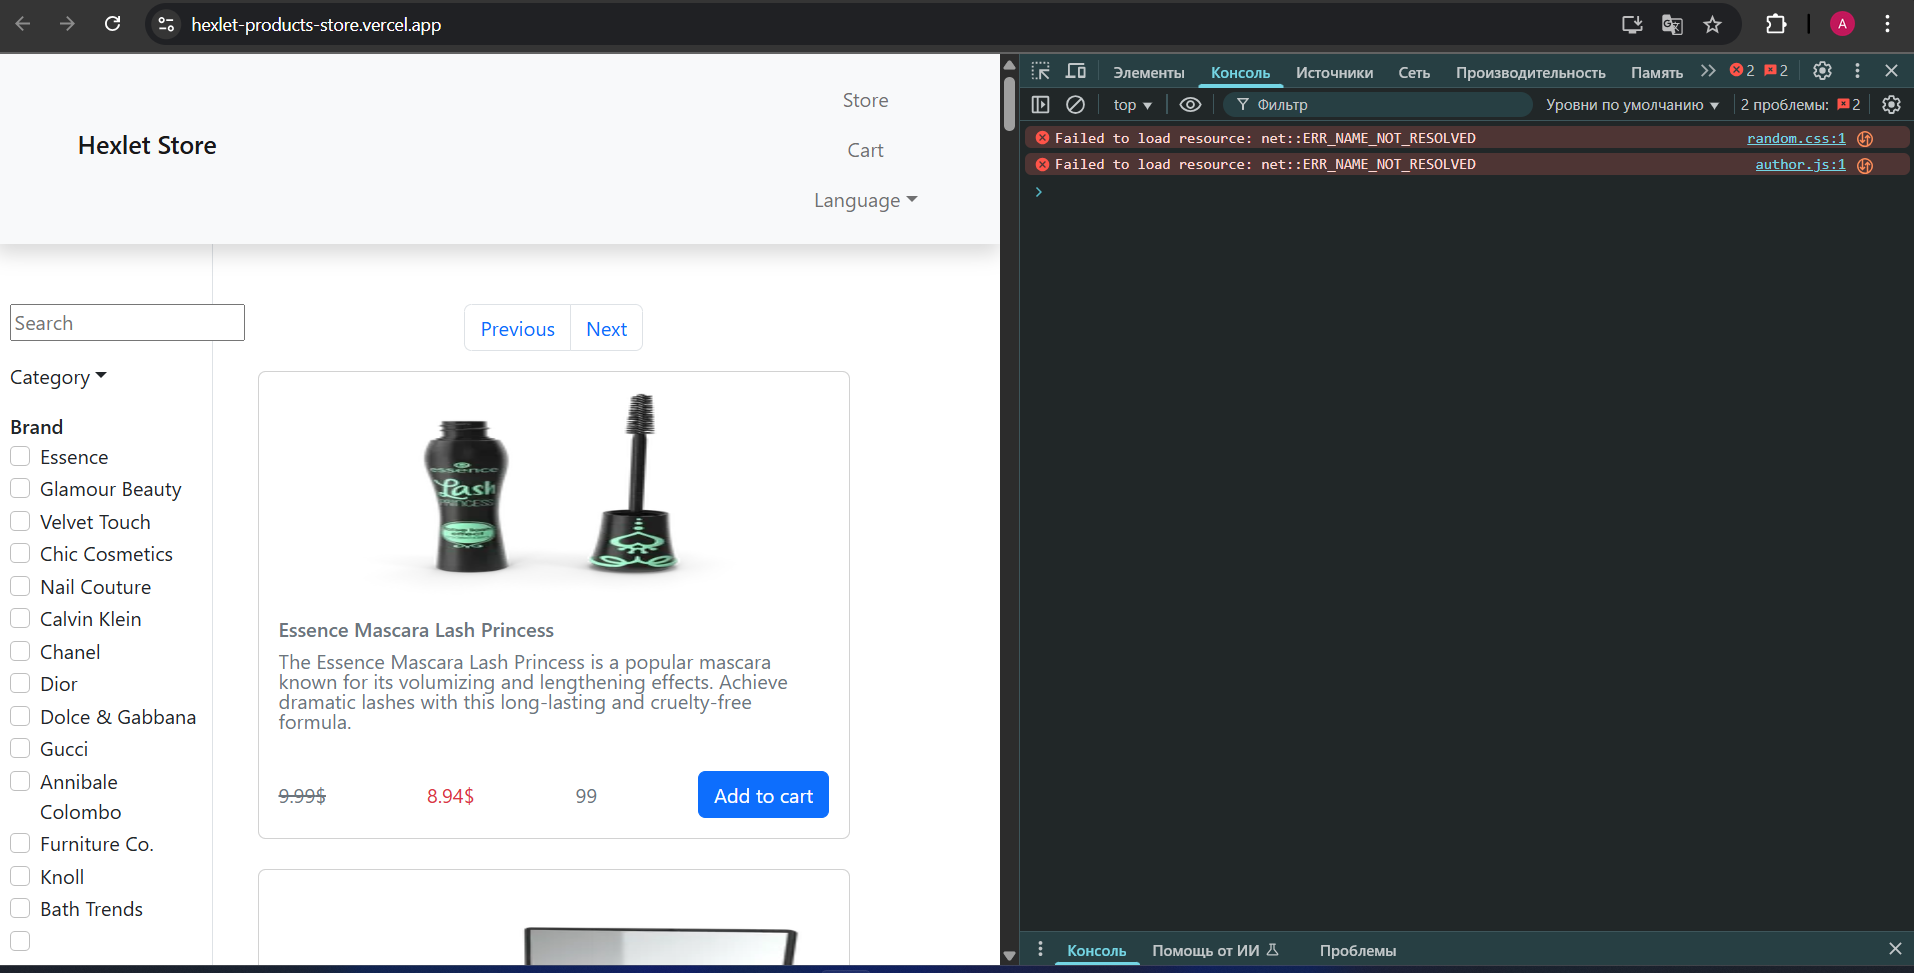 hexlet-products-store.vercel.app
A
Hexlet Store
Store
Cart
Language
Search
Category
Brand
Essence
Glamour Beauty
Velvet Touch
Chic Cosmetics
Nail Couture
Calvin Klein
Chanel
Dior
Dolce & Gabbana
Gucci
Annibale
Colombo
Furniture Co.
Knoll
Bath Trends
Previous
Next
essence
Lash
PRINCESS
Essence Mascara Lash Princess
The Essence Mascara Lash Princess is a popular mascara
known for its volumizing and lengthening effects. Achieve
dramatic lashes with this long-lasting and cruelty-free
formula.
9.99$
8.94$
99
Add to cart
Элементы
Консоль
Источники
Сеть
Производительность
Память
2
2
top
Фильтр
Уровни по умолчанию
2 проблемы:
2
Failed to load resource: net::ERR_NAME_NOT_RESOLVED
random.css:1
Failed to load resource: net::ERR_NAME_NOT_RESOLVED
author.js:1
Консоль
Помощь от ИИ
Проблемы